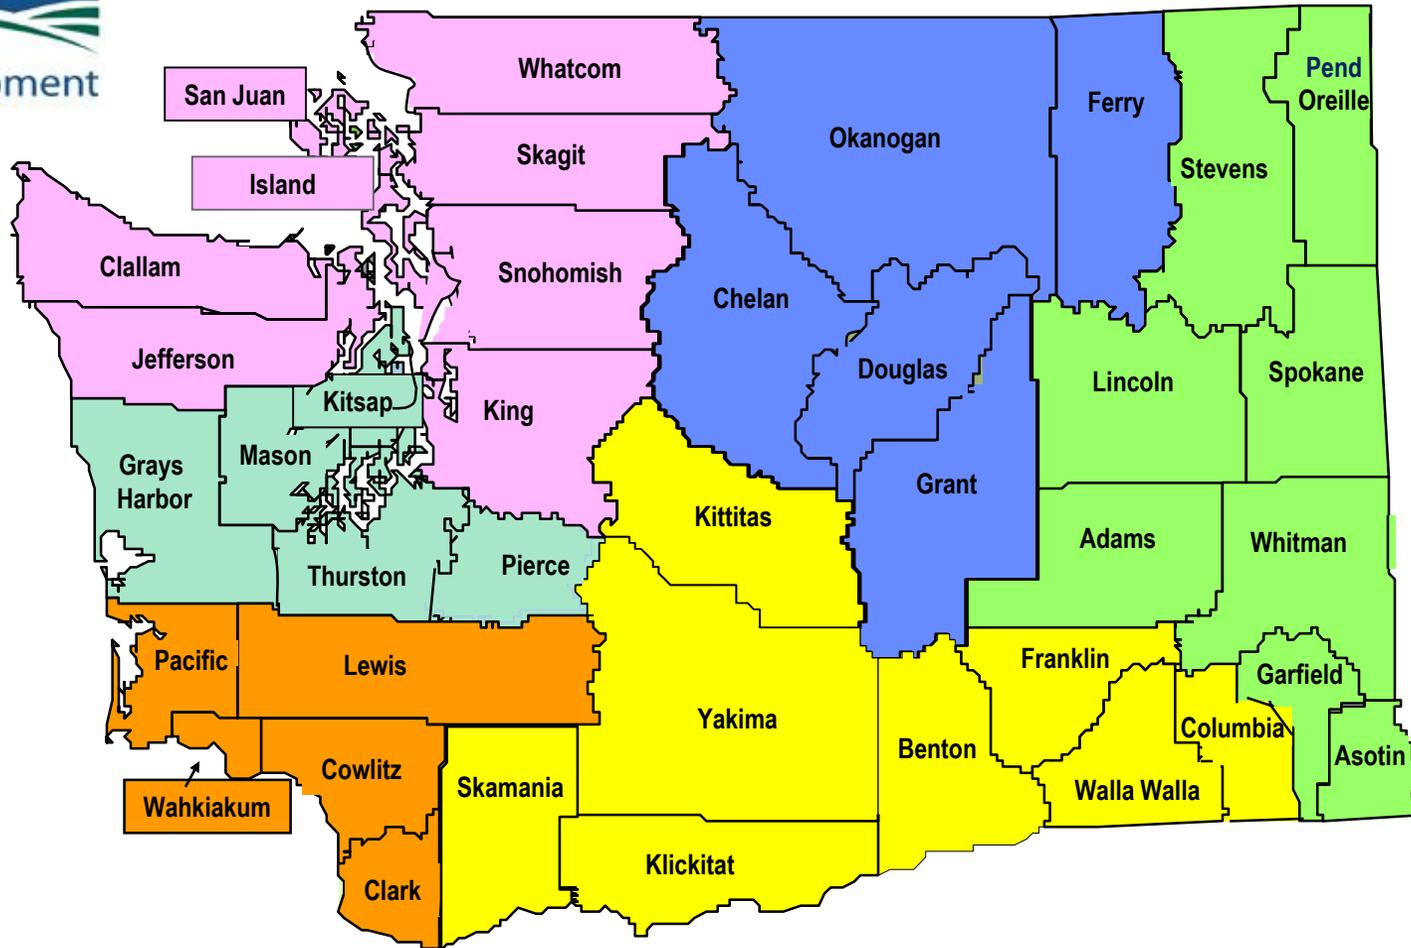 pment
Whatcom
San Juan
Skagit
Island
Clallam
Snohomish
Jefferson
Kitsap
King
Mason
Grays
Harbor
Thurston
Pierce
Okanogan
Ferry
Pend
Oreille
Stevens
Chelan
Douglas
Lincoln
Spokane
Grant
Kittitas
Adams
Whitman
Pacific
Lewis
Yakima
Franklin
Garfield
Columbia
Benton
Asotin
Wahkiakum
Cowlitz
Skamania
Walla Walla
Klickitat
Clark